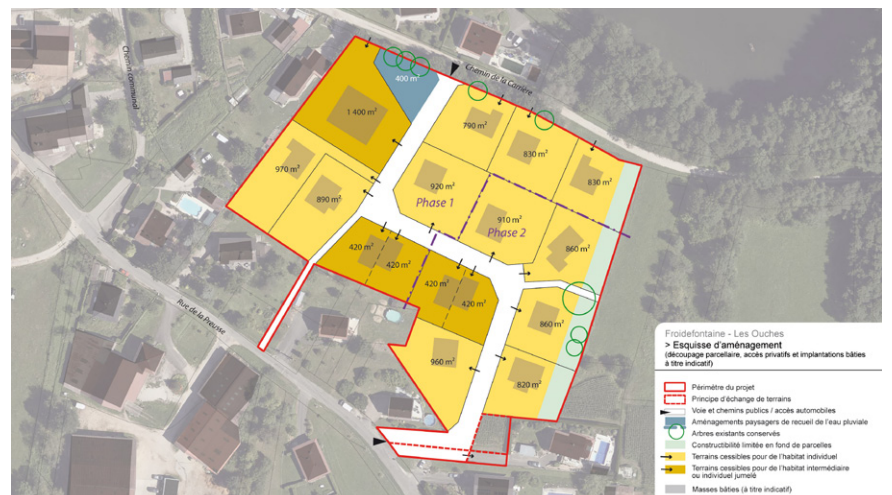 Chemin communal
Chemin de la Carrière
400 m²
1 400 m²
790 m²
830 m²
830 m²
970 m²
890 m²
920 m²
Phase 1
910 m²
Phase 2
860 m²
420 m²
420 m²
420 m²
420 m²
860 m²
960 m²
820 m²
Rue de la Preusse
Froidefontaine - Les Ouches
> Esquisse d'aménagement
(découpage parcellaire, accès privatifs et implantations bâties
à titre indicatif)
Périmètre du projet
Principe d'échange de terrains
Voie et chemins publics / accès automobiles
Aménagements paysagers de recueil de l'eau pluviale
Arbres existants conservés
Constructibilité limitée en fond de parcelles
Terrains cessibles pour de l'habitat individuel
Terrains cessibles pour de l'habitat intermédiaire
ou individuel jumelé
Masses bâties (à titre indicatif)